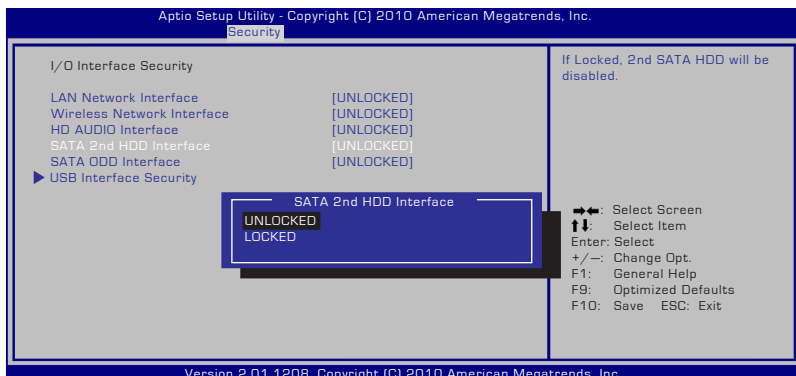 Aptio Setup Utility - Copyright (C) 2010 American Megatrends, Inc.
Security
I/O Interface Security
LAN Network Interface [UNLOCKED]
Wireless Network Interface [UNLOCKED]
HD AUDIO Interface [UNLOCKED]
SATA 2nd HDD Interface [UNLOCKED]
SATA ODD Interface [UNLOCKED]
USB Interface Security
SATA 2nd HDD Interface
UNLOCKED
LOCKED
If Locked, 2nd SATA HDD will be
disabled.
→←: Select Screen
↑↓: Select Item
Enter: Select
+/—: Change Opt.
F1: General Help
F9: Optimized Defaults
F10: Save ESC: Exit
Version 2.01.1208. Copyright (C) 2010 American Megatrends, Inc.